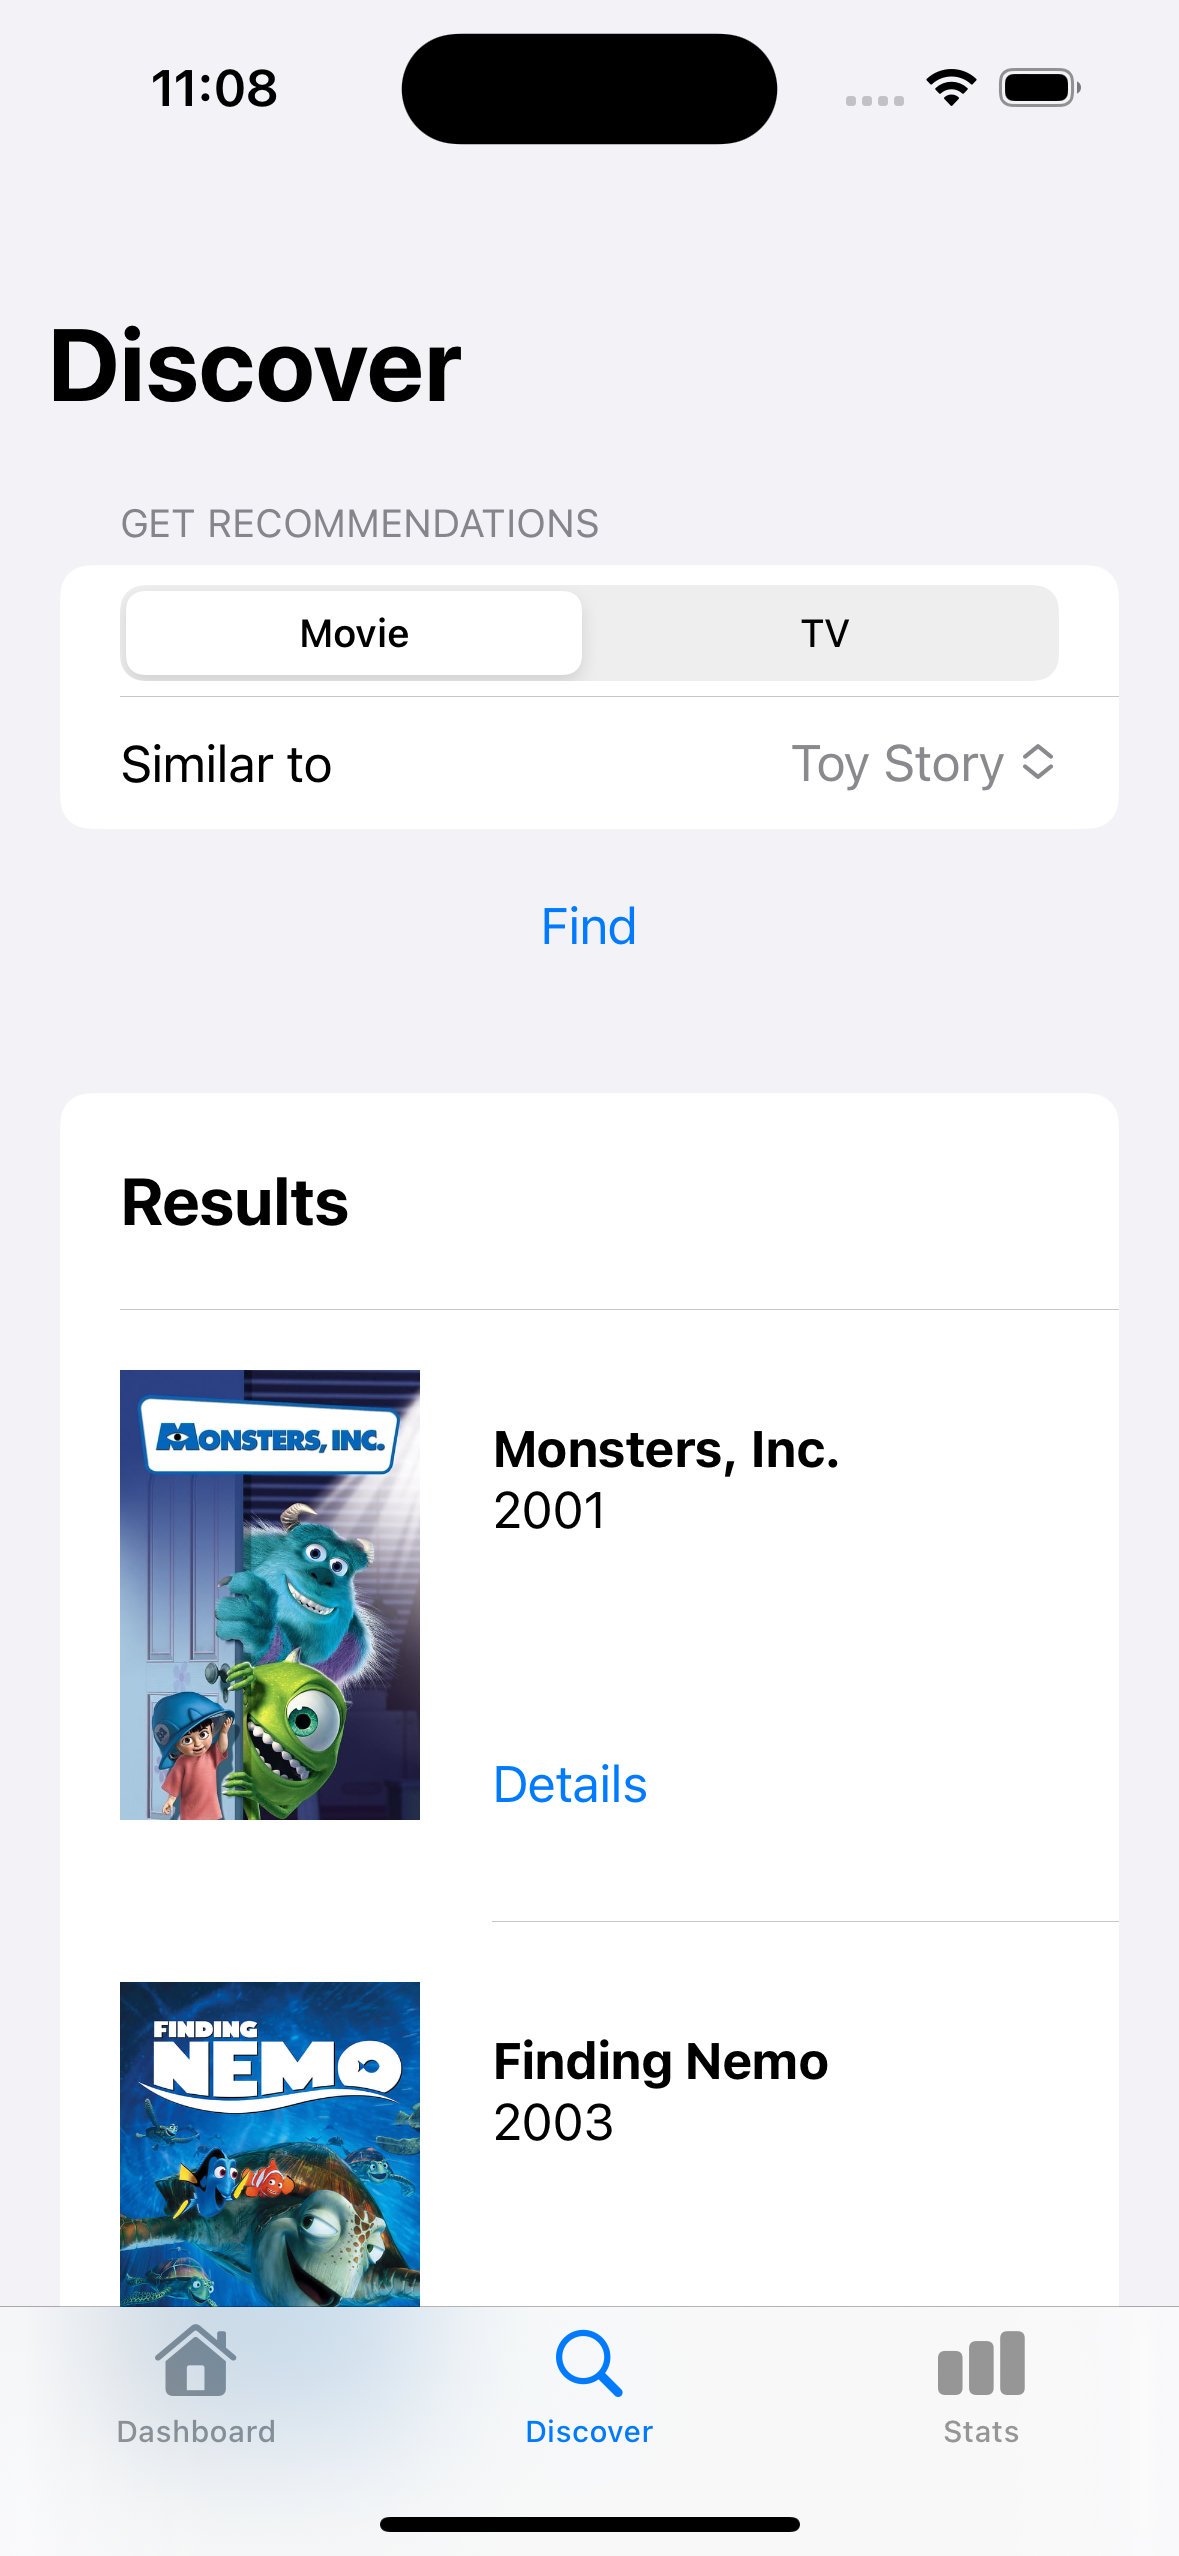 11:08
Discover
GET RECOMMENDATIONS
Movie
TV
Similar to
Toy Story
Find
Results
MONSTERS, INC.
Monsters, Inc.
2001
Details
FINDING
NEMO
Finding Nemo
2003
Dashboard
Discover
Stats